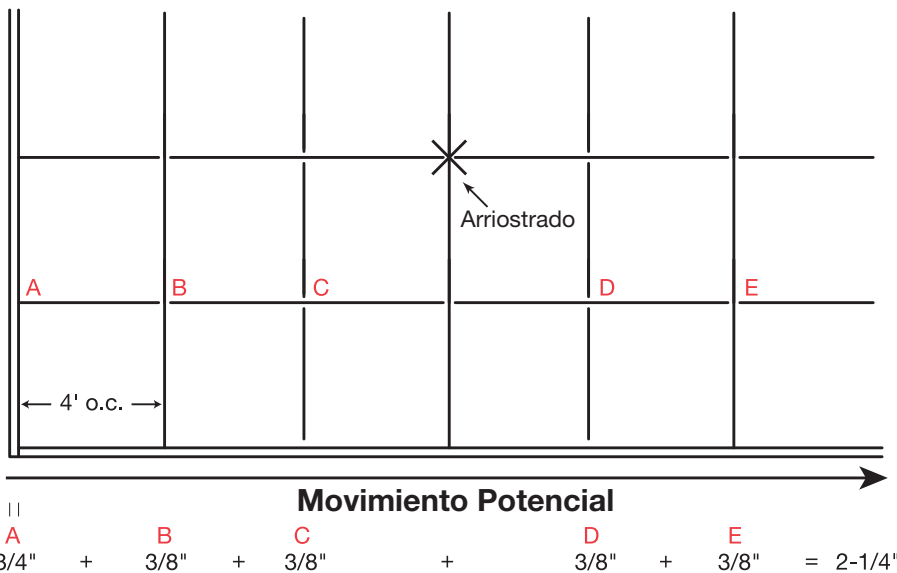 Arriostrado
A B C D E
4' o.c.
Movimiento Potencial
A B C D E
3/4" + 3/8" + 3/8" + 3/8" + 3/8" = 2-1/4"